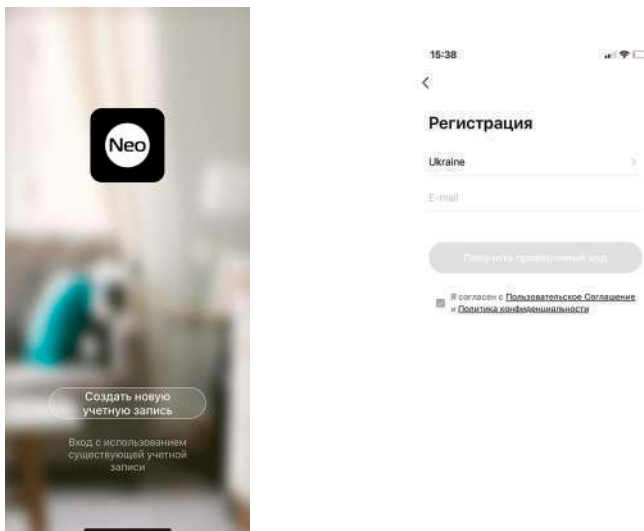 Neo
Создать новую
учетную запись
Вход с использованием
существующей учетной
записи
15:38
Регистрация
Ukraine
E-mail
Получить проверочный код
Я согласен с Пользовательское Соглашение
и Политика конфиденциальности